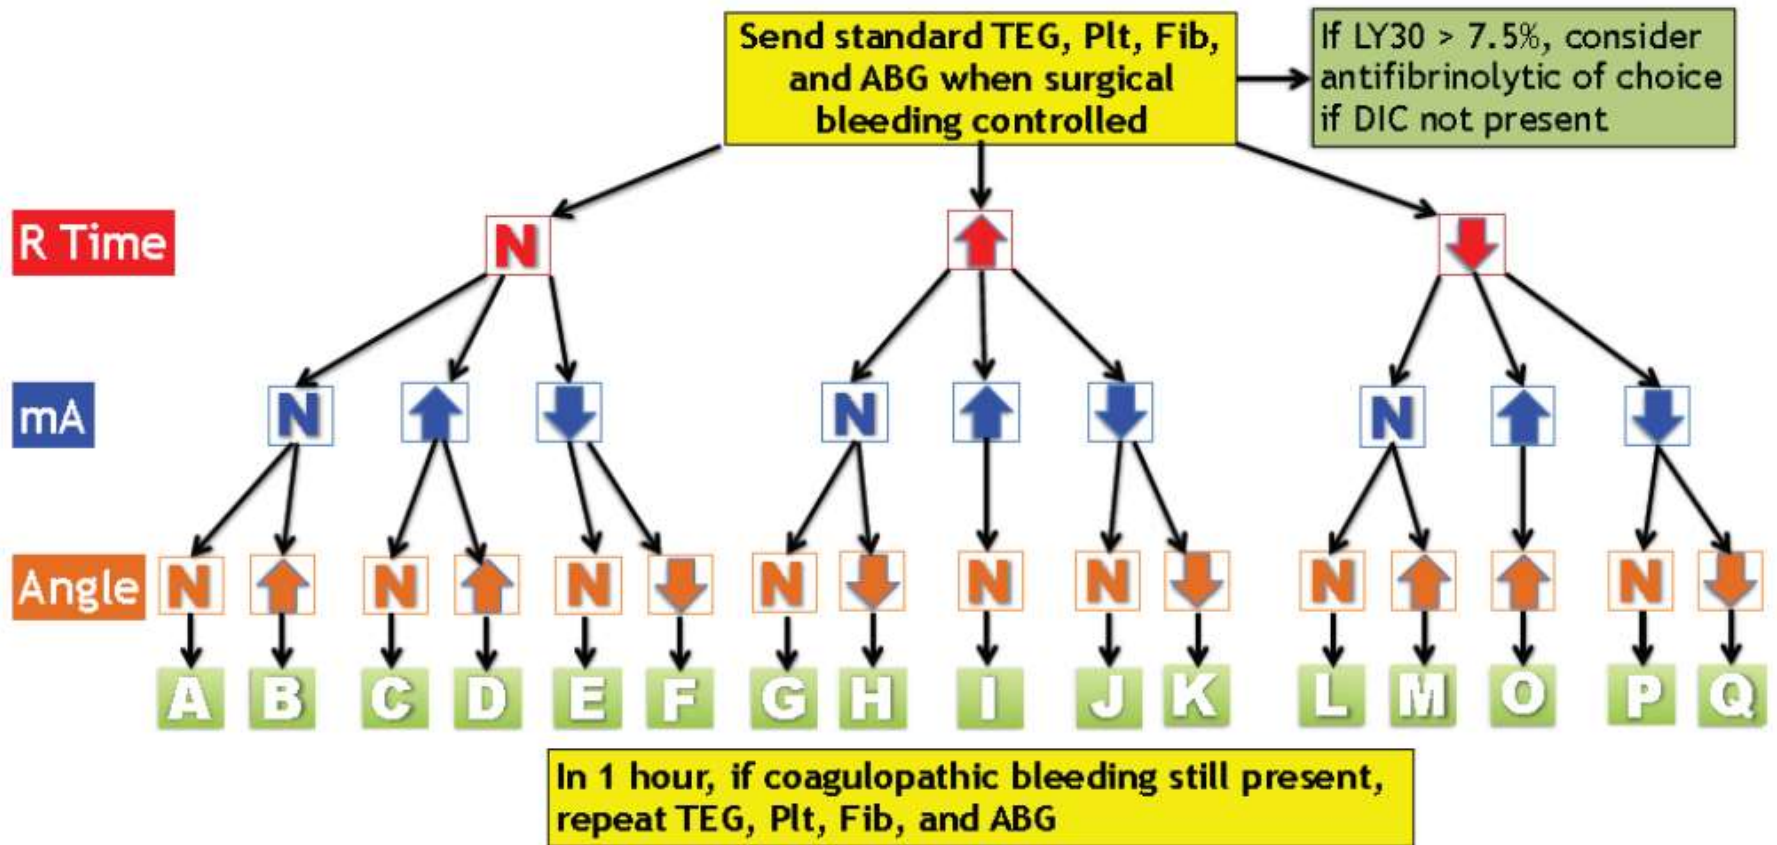 Send standard TEG, Plt, Fib,
and ABG when surgical
bleeding controlled
If LY30 > 7.5%, consider
antifibrinolytic of choice
if DIC not present
R Time
N
mA
N
N
N
Angle
N
N
N
N
N
N
N
N
A
B
C
D
E
F
G
H
I
J
K
L
M
O
P
Q
In 1 hour, if coagulopathic bleeding still present,
repeat TEG, Plt, Fib, and ABG